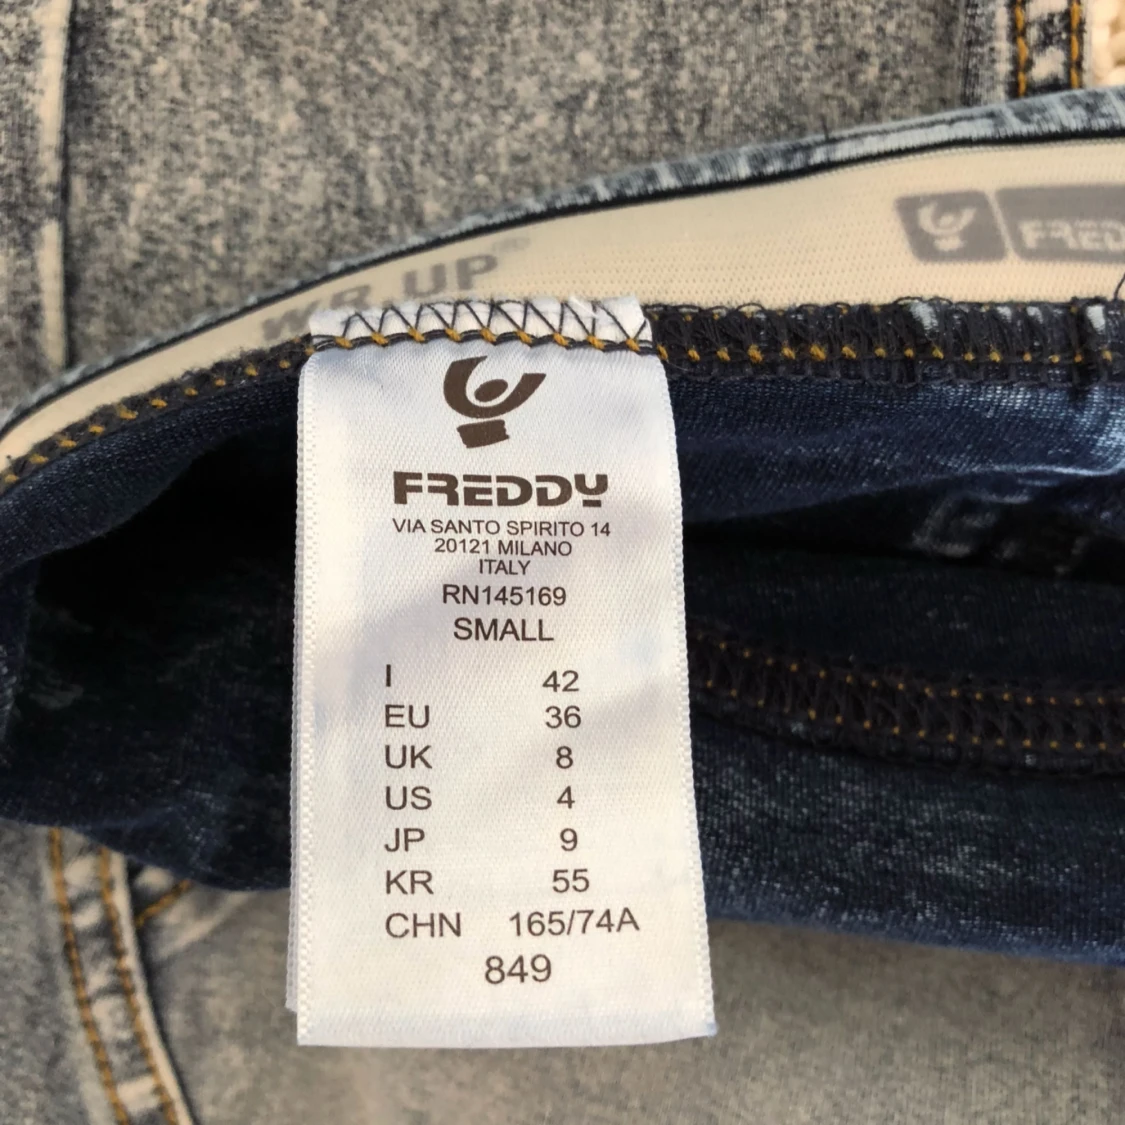 WR.UP®
FRED
FREDDY
VIA SANTO SPIRITO 14
20121 MILANO
ITALY
RN145169
SMALL
I 42
EU 36
UK 8
US 4
JP 9
KR 55
CHN 165/74A
849